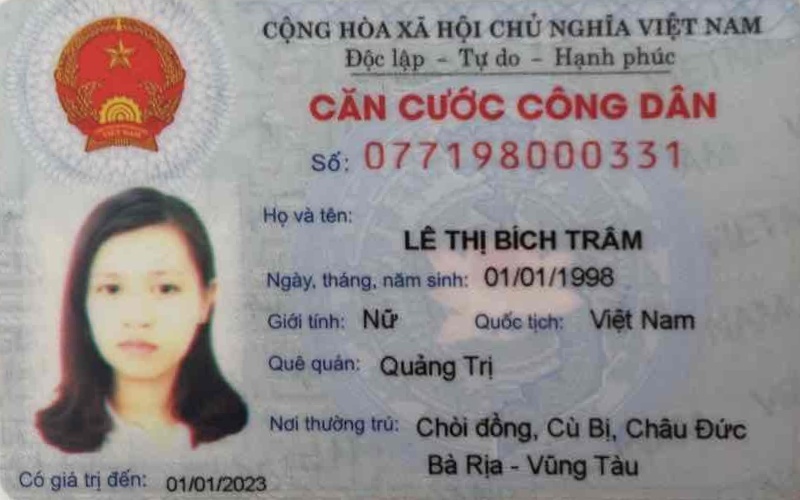 CỘNG HÒA XÃ HỘI CHỦ NGHĨA VIỆT NAM
Độc lập - Tự do - Hạnh phúc
CĂN CƯỚC CÔNG DÂN
Số: 077198000331
Họ và tên:
LÊ THỊ BÍCH TRÂM
Ngày, tháng, năm sinh: 01/01/1998
Giới tính: Nữ Quốc tịch: Việt Nam
Quê quán: Quảng Trị
Nơi thường trú: Chòi đồng, Cù Bị, Châu Đức
Bà Rịa - Vũng Tàu
Có giá trị đến: 01/01/2023